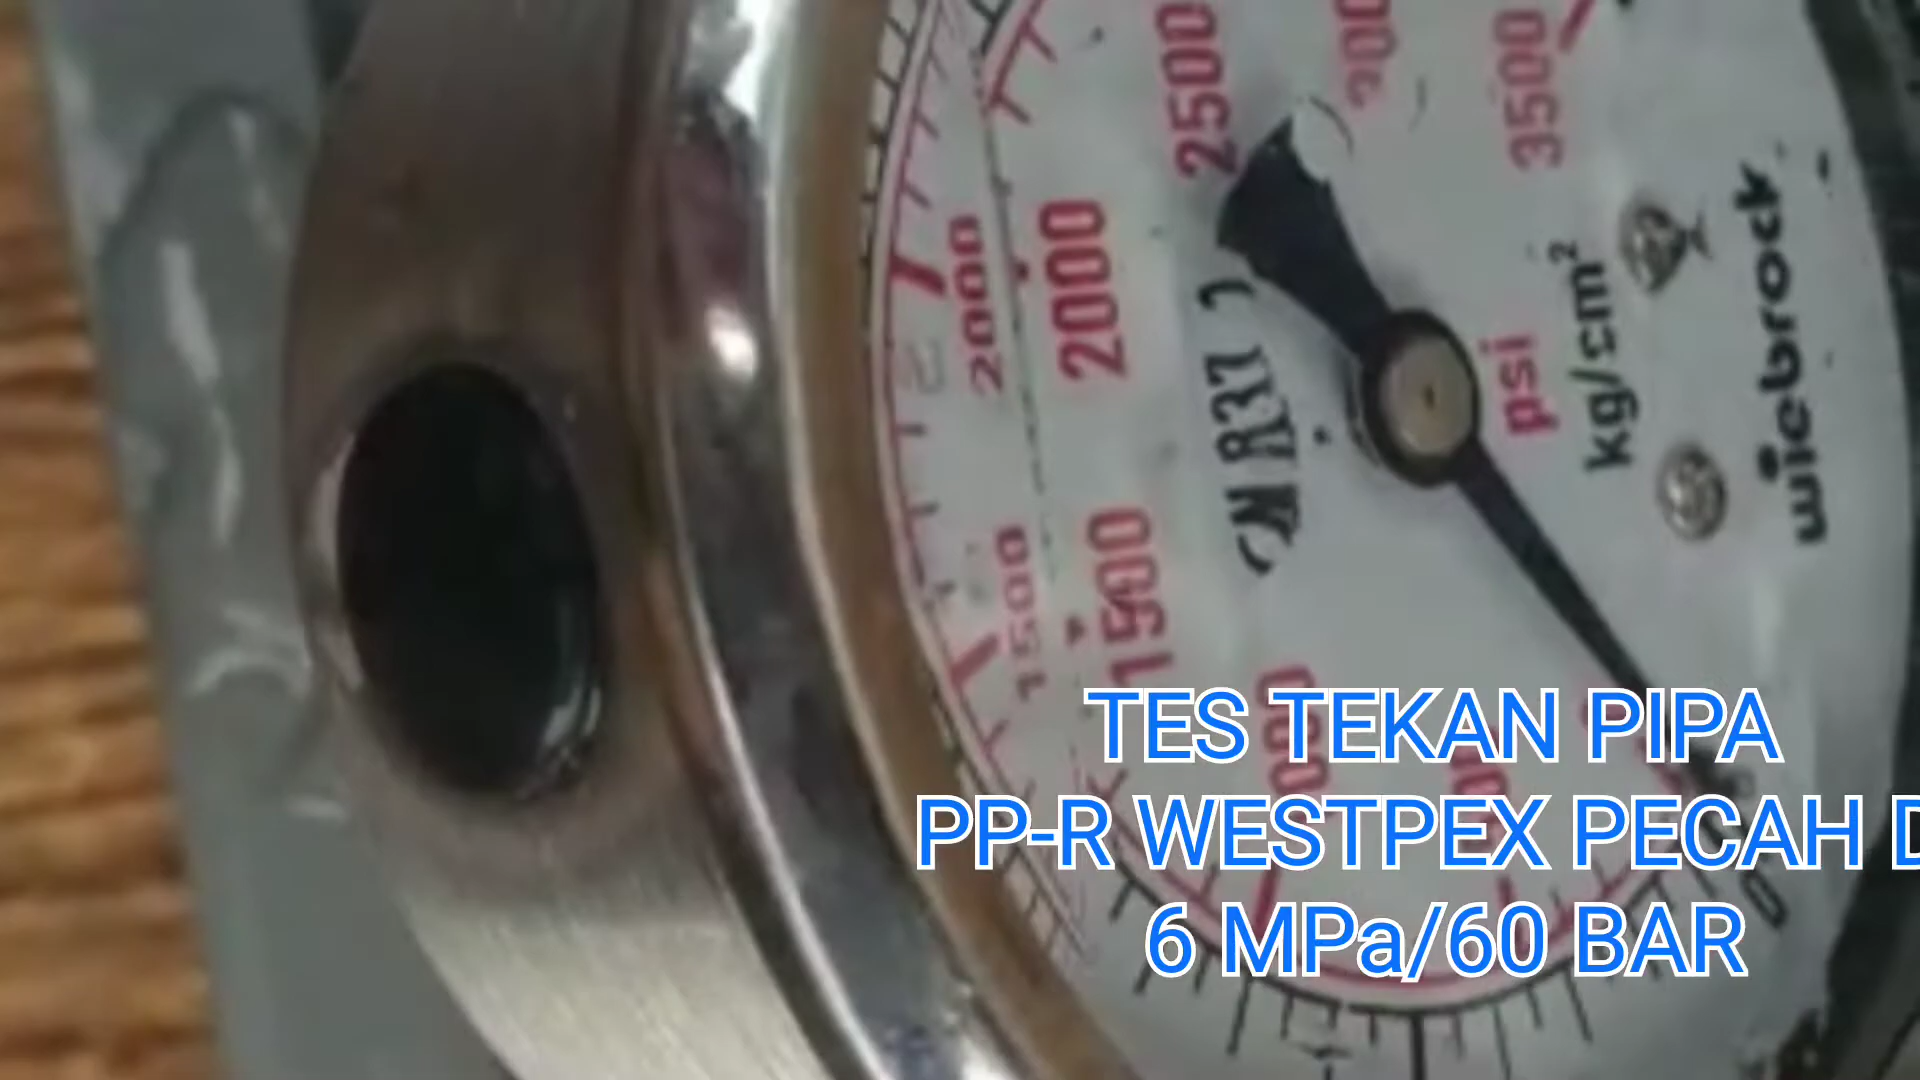 2500
3500
2000
2000
1500
1500
psi
kg/cm²
wiebrock
TES TEKAN PIPA
PP-R WESTPEX PECAH D
6 MPa/60 BAR
0